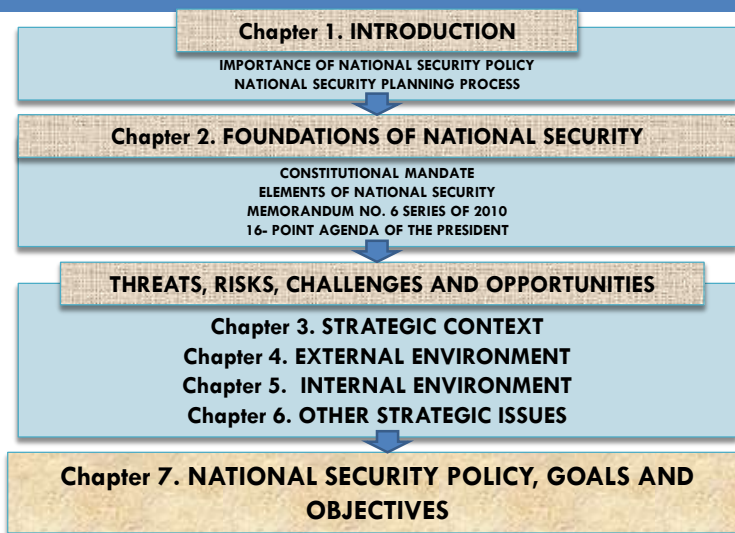 Chapter 1. INTRODUCTION
IMPORTANCE OF NATIONAL SECURITY POLICY
NATIONAL SECURITY PLANNING PROCESS
Chapter 2. FOUNDATIONS OF NATIONAL SECURITY
CONSTITUTIONAL MANDATE
ELEMENTS OF NATIONAL SECURITY
MEMORANDUM NO. 6 SERIES OF 2010
16- POINT AGENDA OF THE PRESIDENT
THREATS, RISKS, CHALLENGES AND OPPORTUNITIES
Chapter 3. STRATEGIC CONTEXT
Chapter 4. EXTERNAL ENVIRONMENT
Chapter 5. INTERNAL ENVIRONMENT
Chapter 6. OTHER STRATEGIC ISSUES
Chapter 7. NATIONAL SECURITY POLICY, GOALS AND
OBJECTIVES